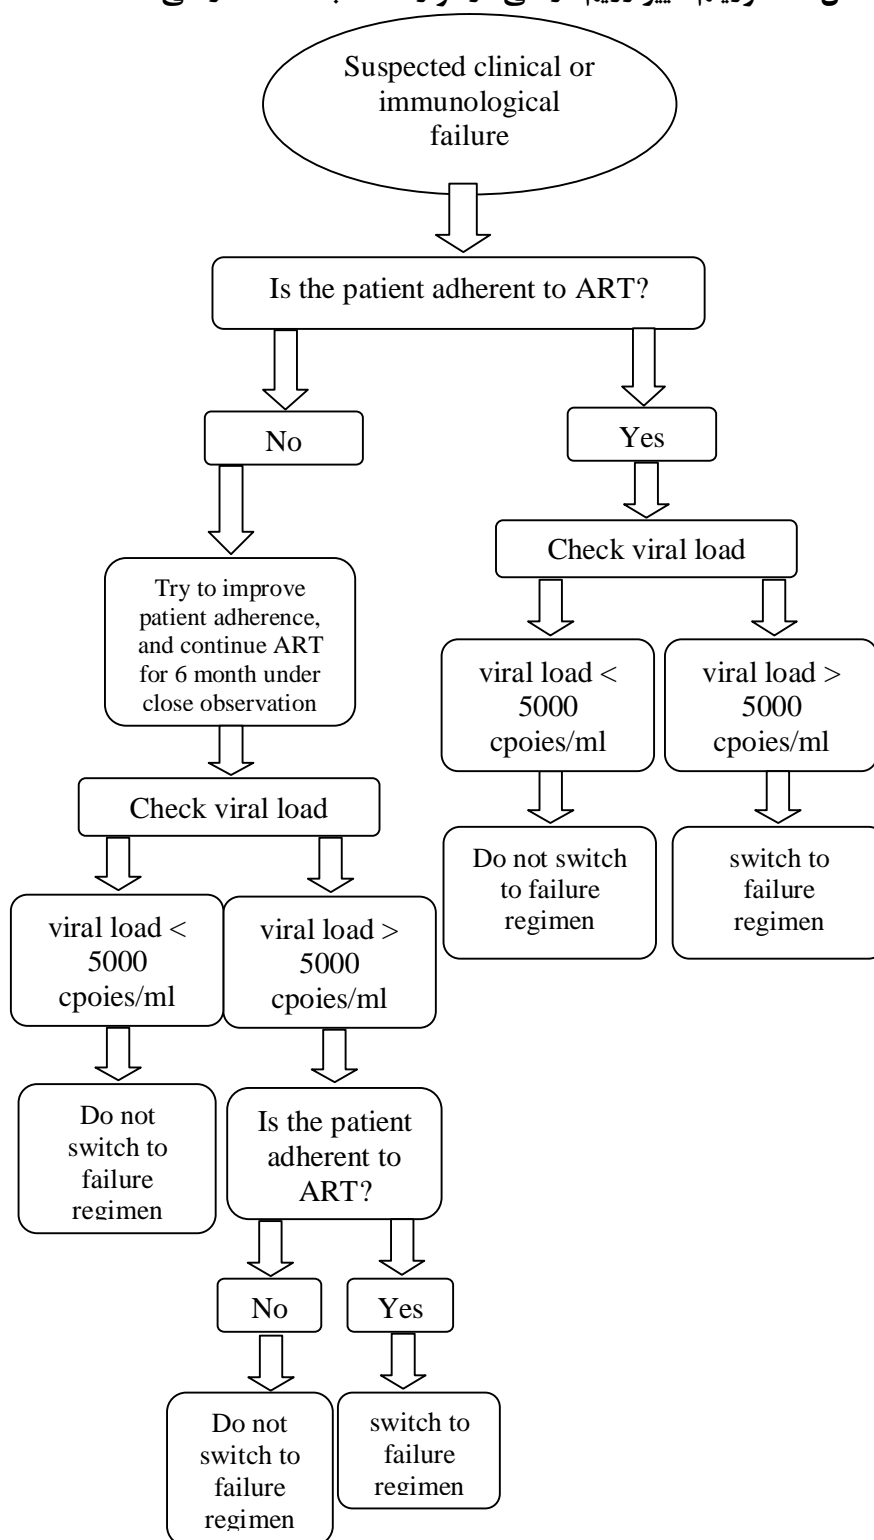 Suspected clinical or
immunological
failure
Is the patient adherent to ART?
No
Yes
Check viral load
Try to improve
patient adherence,
and continue ART
for 6 month under
close observation
viral load <
5000
cpoies/ml
viral load >
5000
cpoies/ml
Check viral load
Do not switch
to failure
regimen
switch to
failure
regimen
viral load <
5000
cpoies/ml
viral load >
5000
cpoies/ml
Do not
switch to
failure
regimen
Is the patient
adherent to
ART?
No
Yes
Do not
switch to
failure
regimen
switch to
failure
regimen